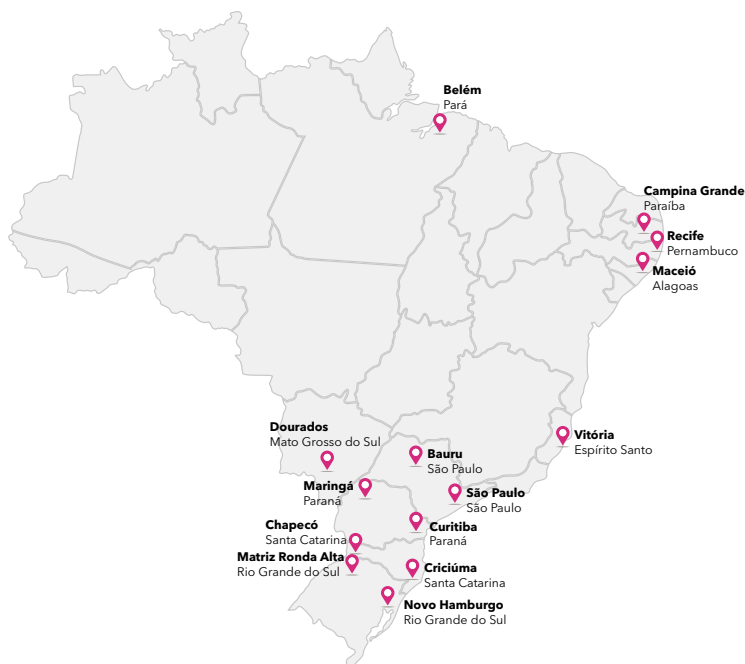 Belém
Pará
Campina Grande
Paraíba
Recife
Pernambuco
Maceió
Alagoas
Dourados
Mato Grosso do Sul
Vitória
Espírito Santo
Bauru
São Paulo
Maringá
Paraná
São Paulo
São Paulo
Chapecó
Santa Catarina
Curitiba
Paraná
Matriz Ronda Alta
Rio Grande do Sul
Criciúma
Santa Catarina
Novo Hamburgo
Rio Grande do Sul